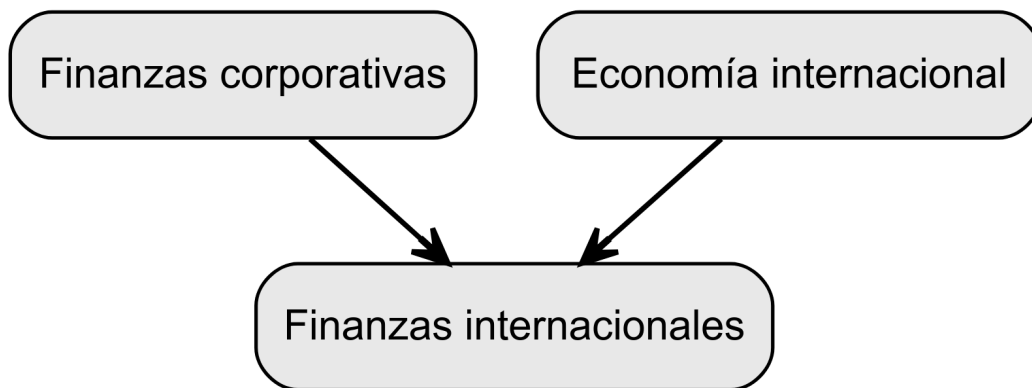 Finanzas corporativas
Economía internacional
Finanzas internacionales